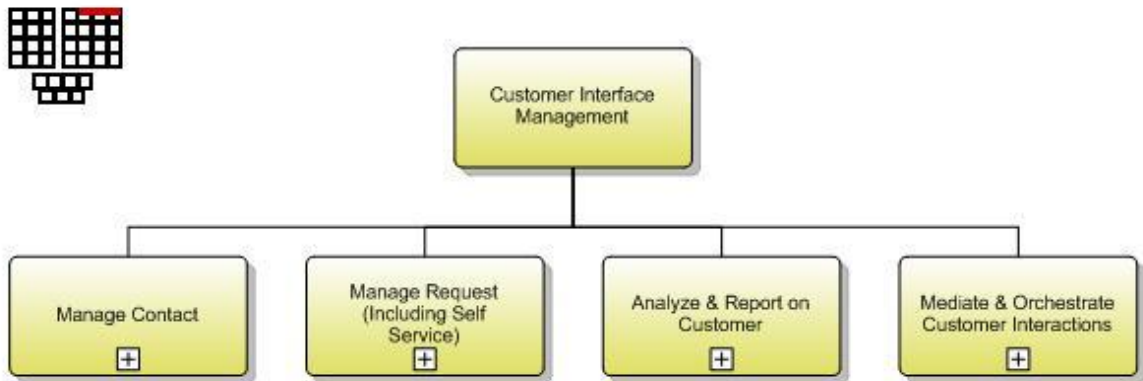 Customer Interface
Management
Manage Contact
Manage Request
(Including Self
Service)
Analyze & Report on
Customer
Mediate & Orchestrate
Customer Interactions